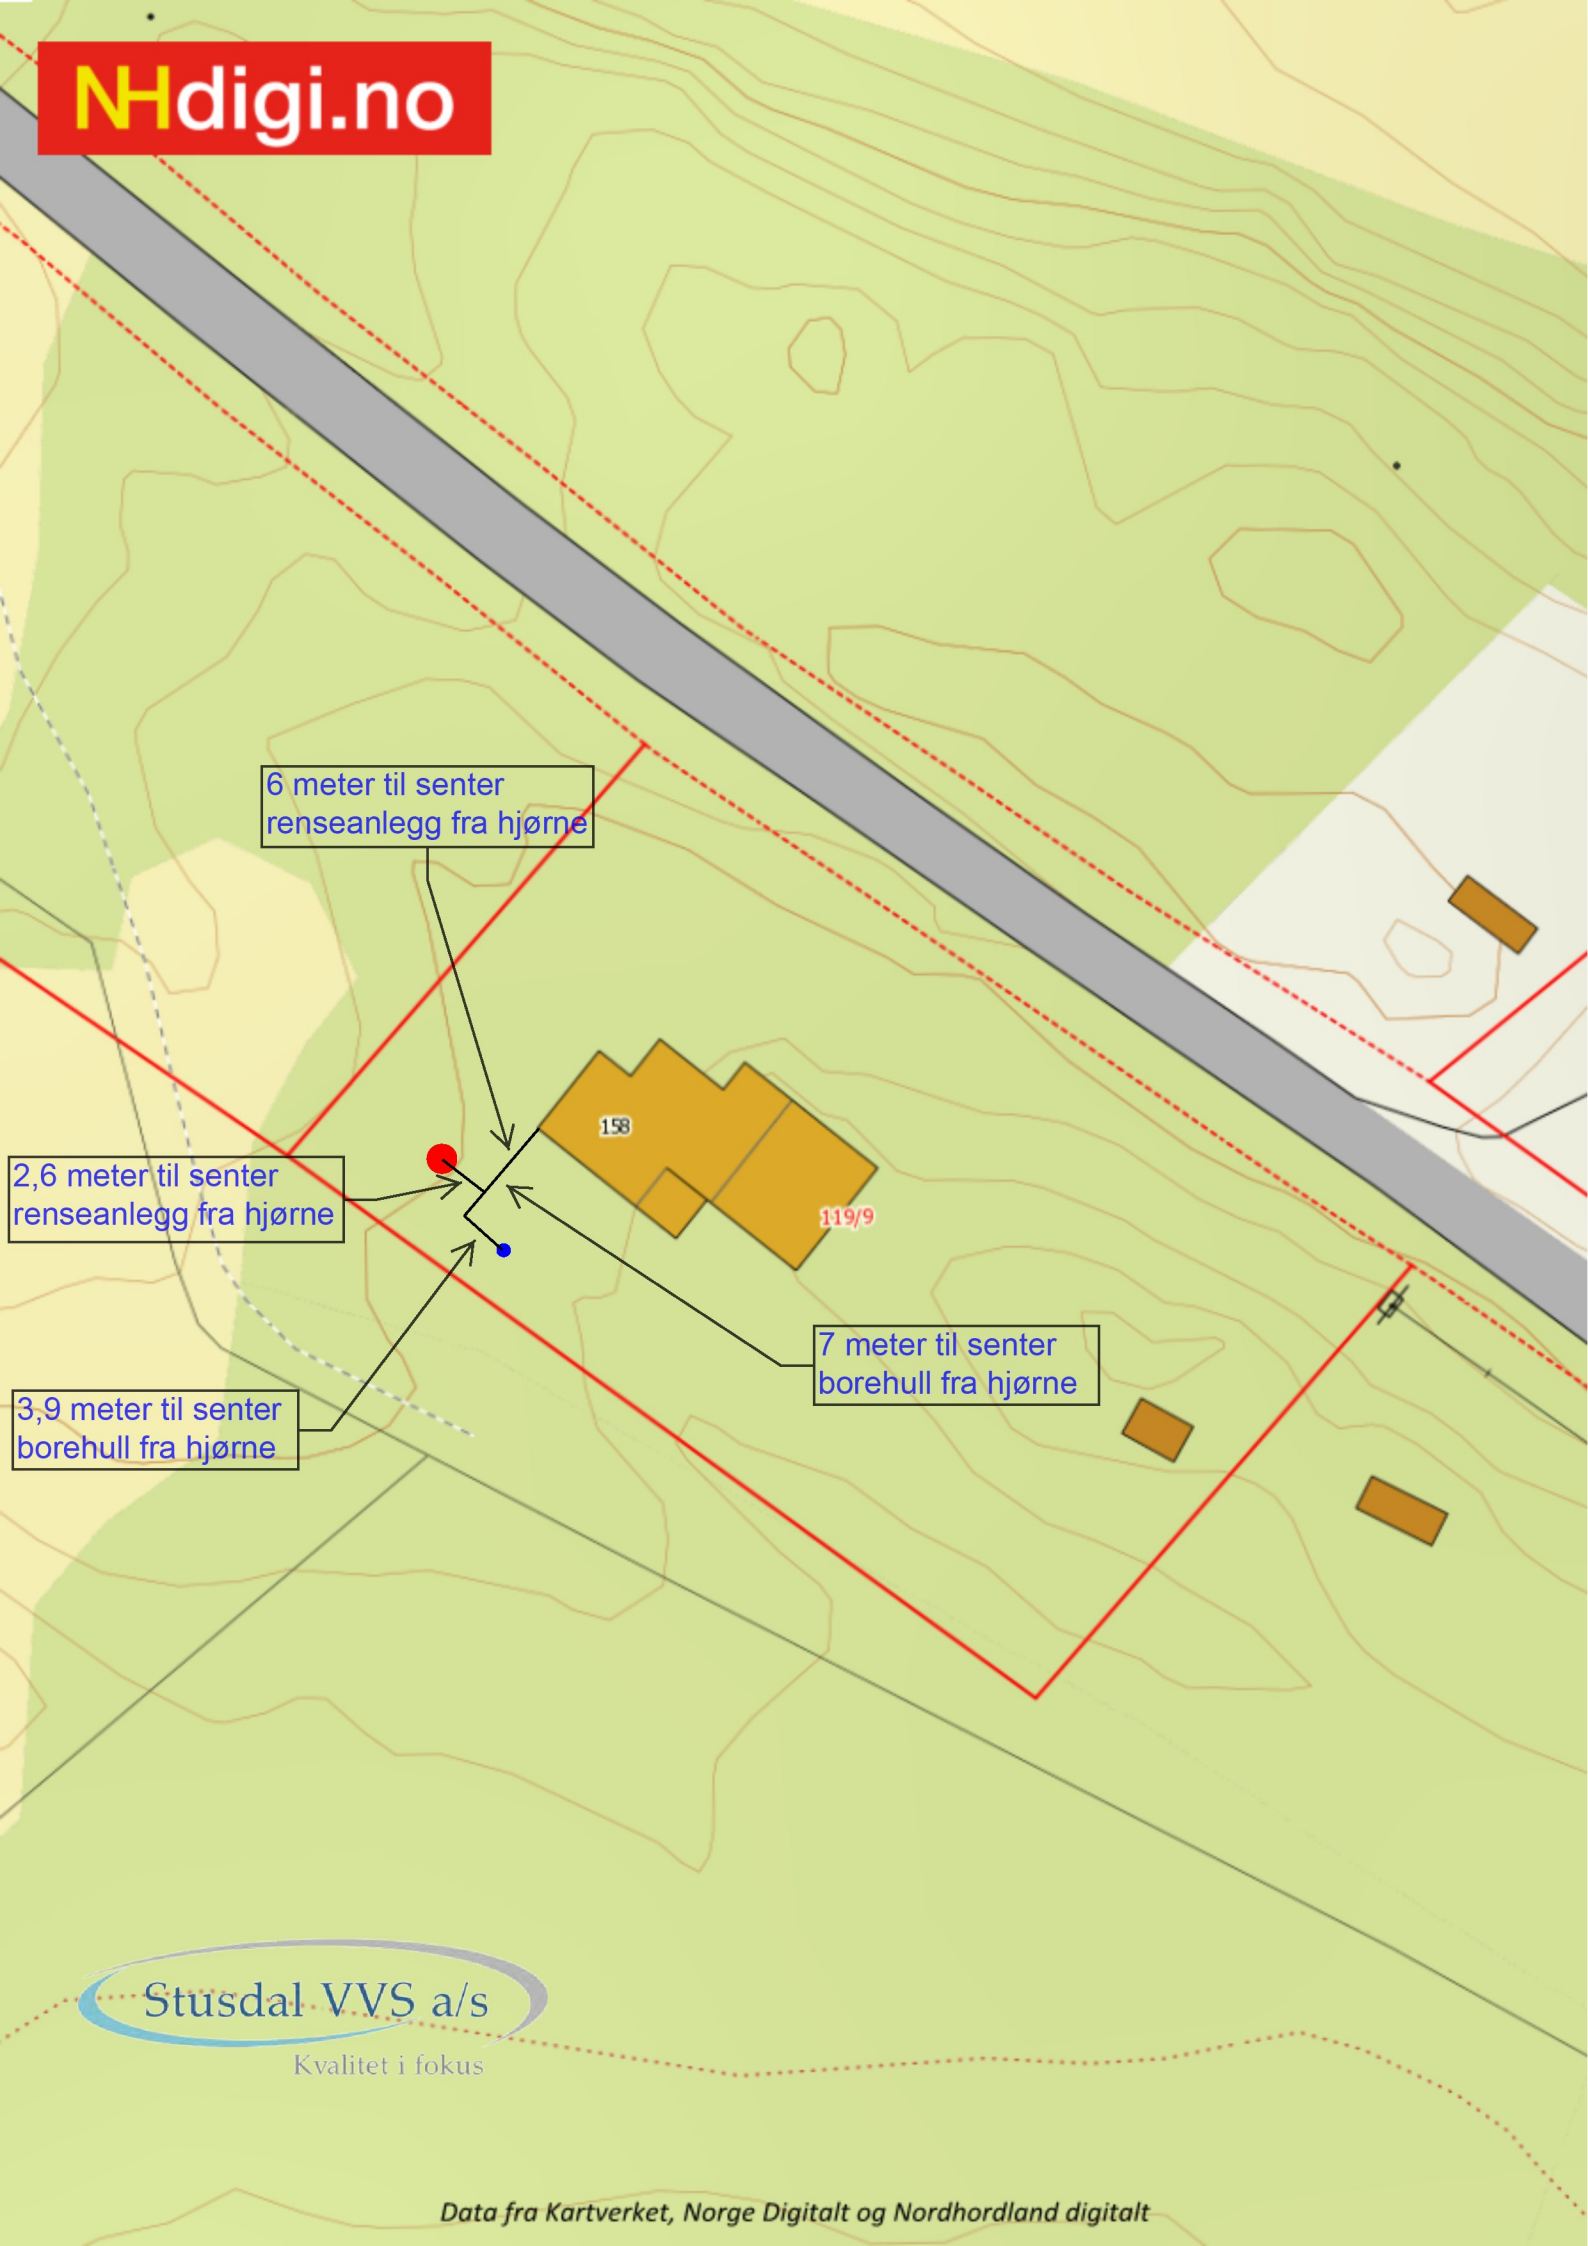 NHdigi.no
6 meter til senter
renseanlegg fra hjørne
158
2,6 meter til senter
renseanlegg fra hjørne
119/9
7 meter til senter
borehull fra hjørne
3,9 meter til senter
borehull fra hjørne
Stusdal VVS a/s
Kvalitet i fokus
Data fra Kartverket, Norge Digitalt og Nordhordland digitalt